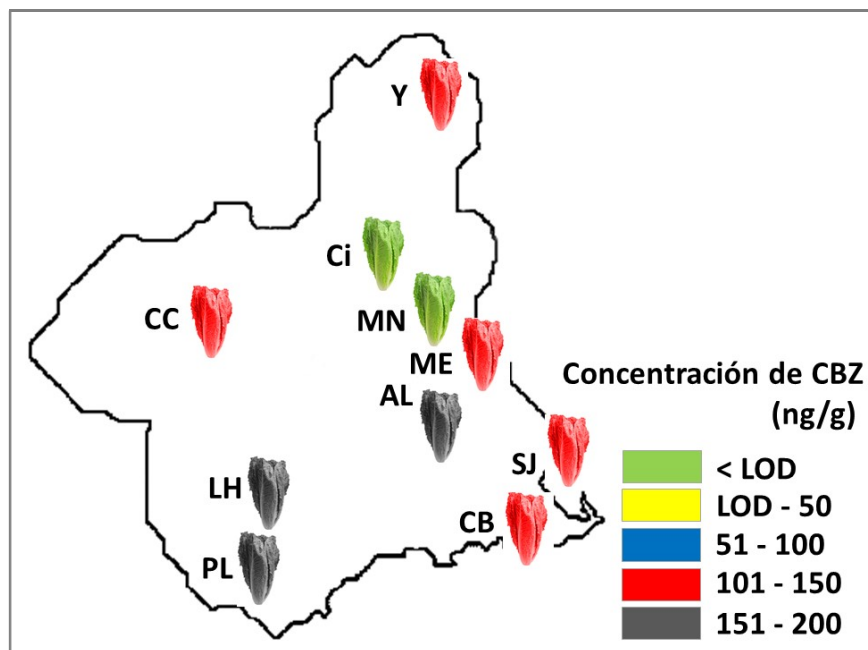 Y
Ci
CC
MN
ME
AL
LH
SJ
CB
PL
Concentración de CBZ
(ng/g)
< LOD
LOD - 50
51 - 100
101 - 150
151 - 200